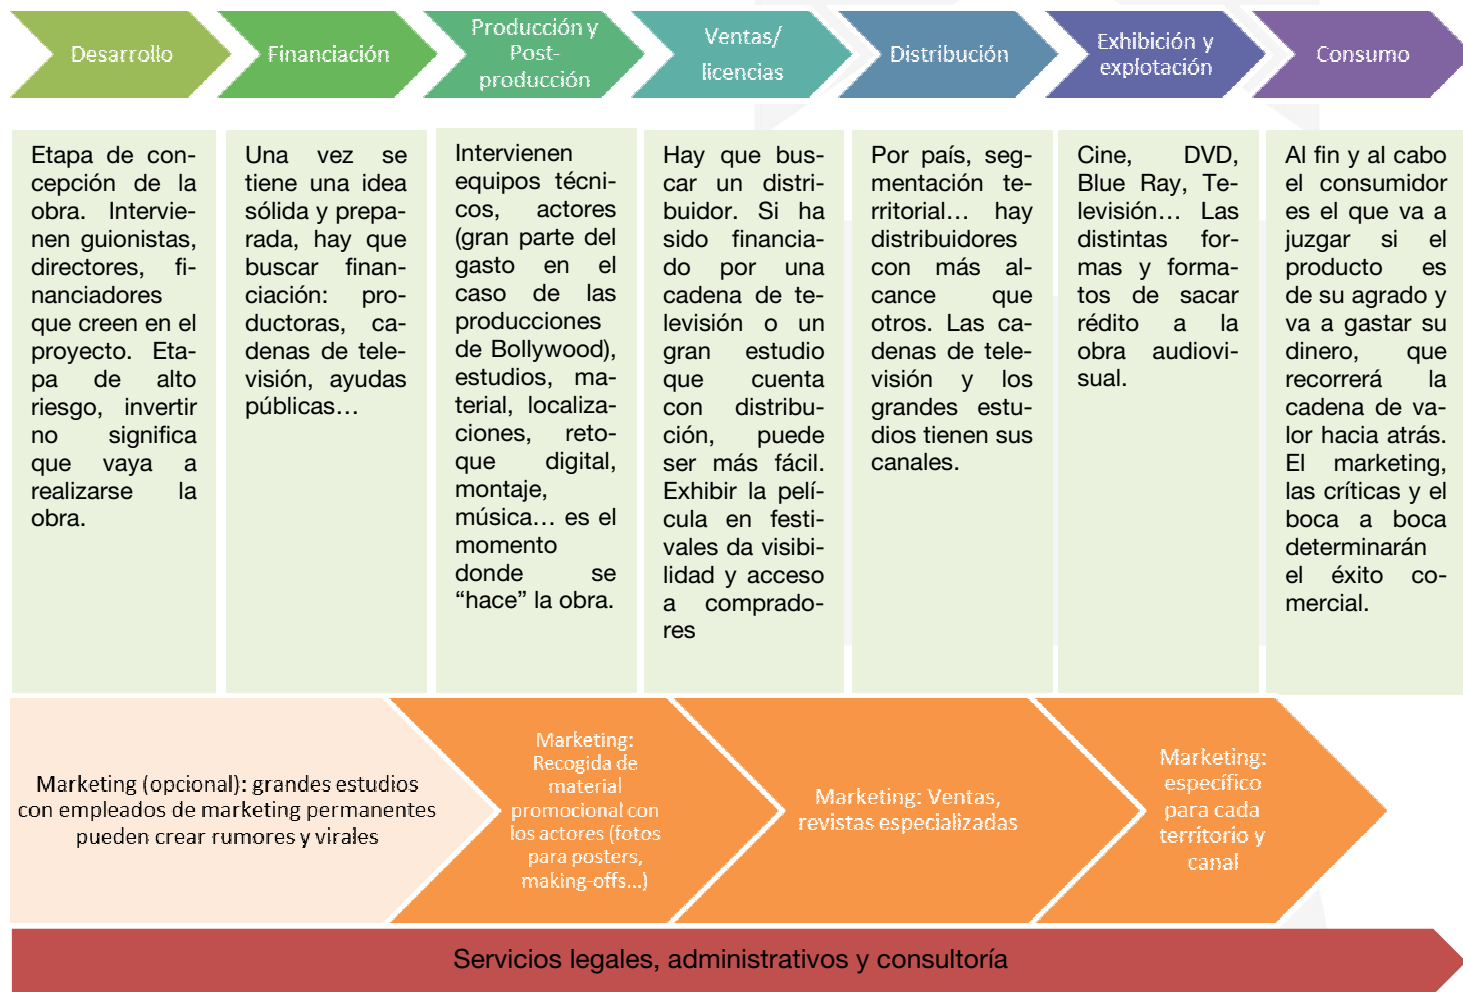 Desarrollo
Financiación
Producción y
Post-
producción
Ventas/
licencias
Distribución
Exhibición y
explotación
Consumo
Etapa de con-
cepción de la
obra. Intervie-
nen guionistas,
directores, fi-
nanciadores
que creen en el
proyecto. Eta-
pa de alto
riesgo, invertir
no significa
que vaya a
realizarse la
obra.
Una vez se
tiene una idea
sólida y prepa-
rada, hay que
buscar finan-
ciación: pro-
ductoras, ca-
denas de tele-
visión, ayudas
públicas…
Intervienen
equipos técni-
cos, actores
(gran parte del
gasto en el
caso de las
producciones
de Bollywood),
estudios, ma-
terial, localiza-
ciones, reto-
que digital,
montaje,
música… es el
momento
donde se
“hace” la obra.
Hay que bus-
car un distri-
buidor. Si ha
sido financia-
do por una
cadena de te-
levisión o un
gran estudio
que cuenta
con distribu-
ción, puede
ser más fácil.
Exhibir la pelí-
cula en festi-
vales da visibi-
lidad y acceso
a comprado-
res
Por país, seg-
mentación te-
rritorial… hay
distribuidores
con más al-
cance que
otros. Las ca-
denas de tele-
visión y los
grandes estu-
dios tienen sus
canales.
Cine, DVD,
Blue Ray, Te-
levisión… Las
distintas for-
mas y forma-
tos de sacar
rédito a la
obra audiovi-
sual.
Al fin y al cabo
el consumidor
es el que va a
juzgar si el
producto es
de su agrado y
va a gastar su
dinero, que
recorrerá la
cadena de va-
lor hacia atrás.
El marketing,
las críticas y el
boca a boca
determinarán
el éxito co-
mercial.
Marketing (opcional): grandes estudios
con empleados de marketing permanentes
pueden crear rumores y virales
Marketing:
Recogida de
material
promocional con
los actores (fotos
para posters,
making-offs...)
Marketing: Ventas,
revistas especializadas
Marketing:
específico
para cada
territorio y
canal
Servicios legales, administrativos y consultoría